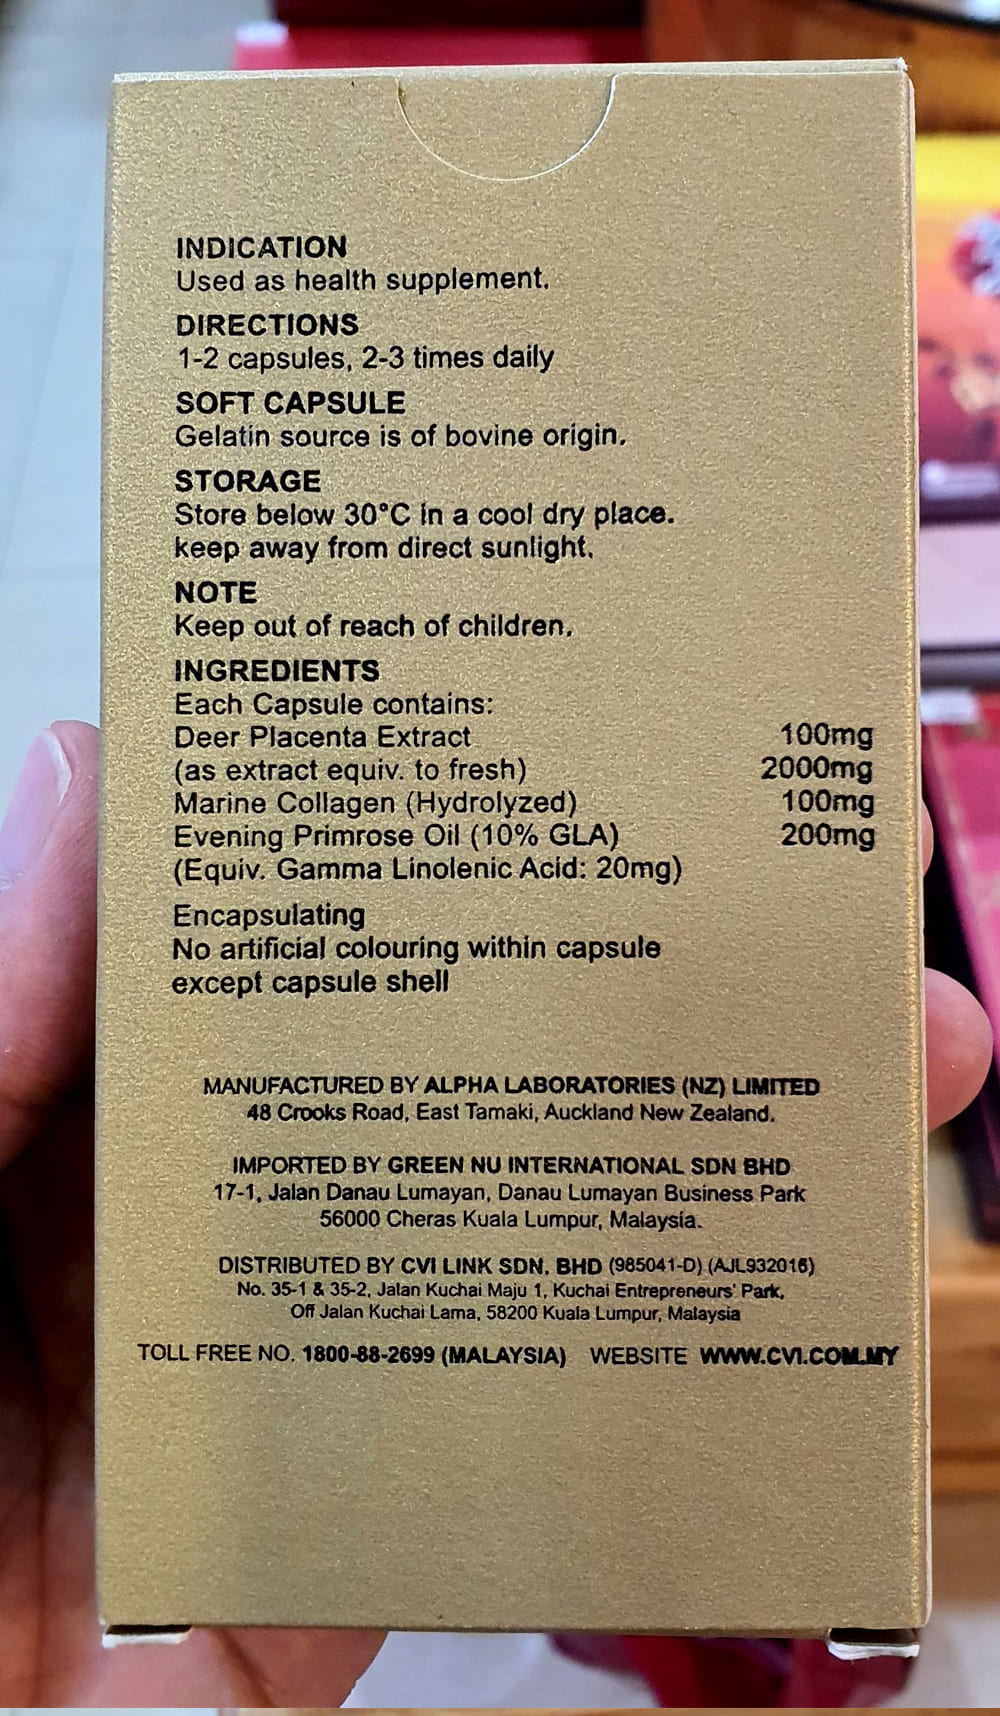 INDICATION
Used as health supplement.
DIRECTIONS
1-2 capsules, 2-3 times daily
SOFT CAPSULE
Gelatin source is of bovine origin.
STORAGE
Store below 30°C in a cool dry place.
keep away from direct sunlight.
NOTE
Keep out of reach of children.
INGREDIENTS
Each Capsule contains:
Deer Placenta Extract 100mg
(as extract equiv. to fresh) 2000mg
Marine Collagen (Hydrolyzed) 100mg
Evening Primrose Oil (10% GLA) 200mg
(Equiv. Gamma Linolenic Acid: 20mg)
Encapsulating
No artificial colouring within capsule
except capsule shell
MANUFACTURED BY ALPHA LABORATORIES (NZ) LIMITED
48 Crooks Road, East Tamaki, Auckland New Zealand.
IMPORTED BY GREEN NU INTERNATIONAL SDN BHD
17-1, Jalan Danau Lumayan, Danau Lumayan Business Park
56000 Cheras Kuala Lumpur, Malaysia.
DISTRIBUTED BY CVI LINK SDN. BHD (985041-D) (AJL932016)
No. 35-1 & 35-2, Jalan Kuchai Maju 1, Kuchai Entrepreneurs' Park,
Off Jalan Kuchai Lama, 58200 Kuala Lumpur, Malaysia
TOLL FREE NO. 1800-88-2699 (MALAYSIA) WEBSITE WWW.CVI.COM.MY